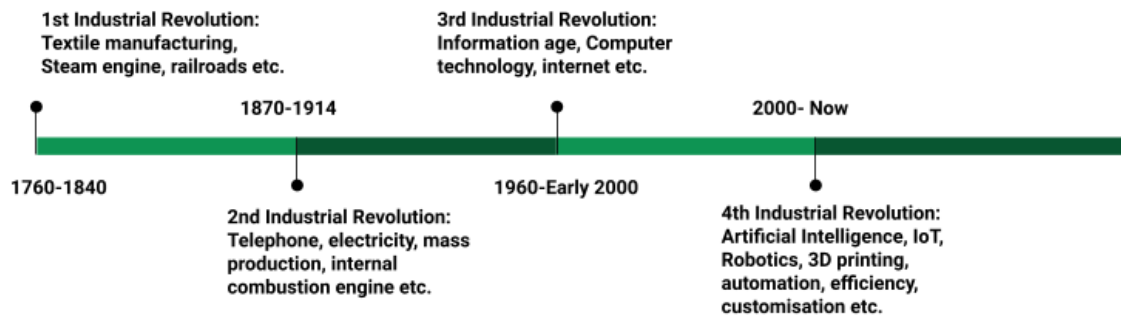 1st Industrial Revolution:
Textile manufacturing,
Steam engine, railroads etc.
3rd Industrial Revolution:
Information age, Computer
technology, internet etc.
1870-1914
2000- Now
1760-1840
1960-Early 2000
2nd Industrial Revolution:
Telephone, electricity, mass
production, internal
combustion engine etc.
4th Industrial Revolution:
Artificial Intelligence, IoT,
Robotics, 3D printing,
automation, efficiency,
customisation etc.